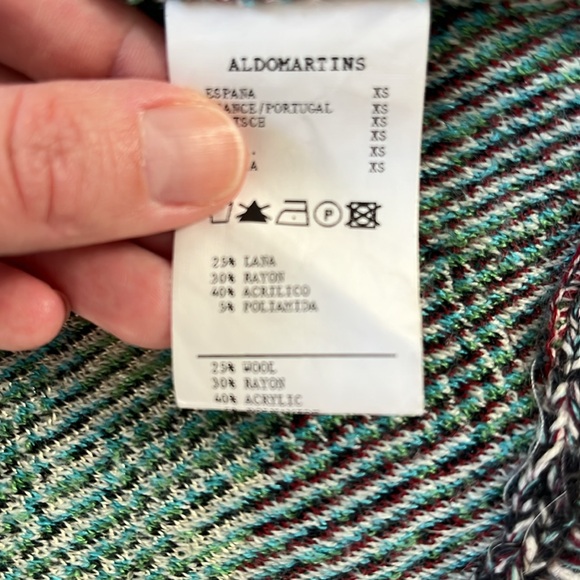 ALDOMARTINS
ESPAÑA XS
/PORTUGAL XS
XS
XS
XS
XS
P
25% LANA
30% RAYON
40% ACRILICO
5% POLIAMIDA
25% WOOL
30% RAYON
40% ACRYLIC